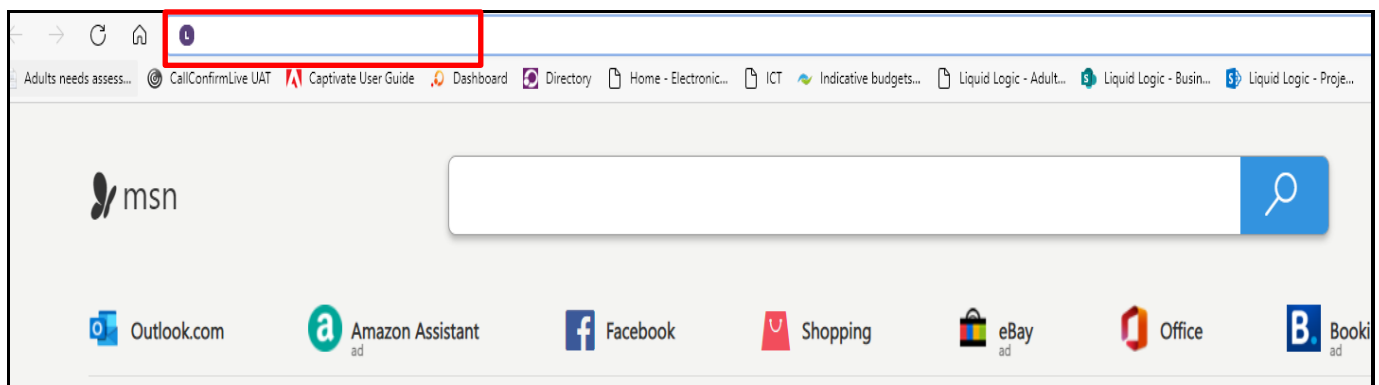 L
Adults needs assess... CallConfirmLive UAT Captivate User Guide Dashboard Directory Home - Electronic... ICT Indicative budgets... Liquid Logic - Adult... Liquid Logic - Busin... Liquid Logic - Proje...
msn
Outlook.com Amazon Assistant Facebook Shopping eBay Office B. Booki
ad ad ad